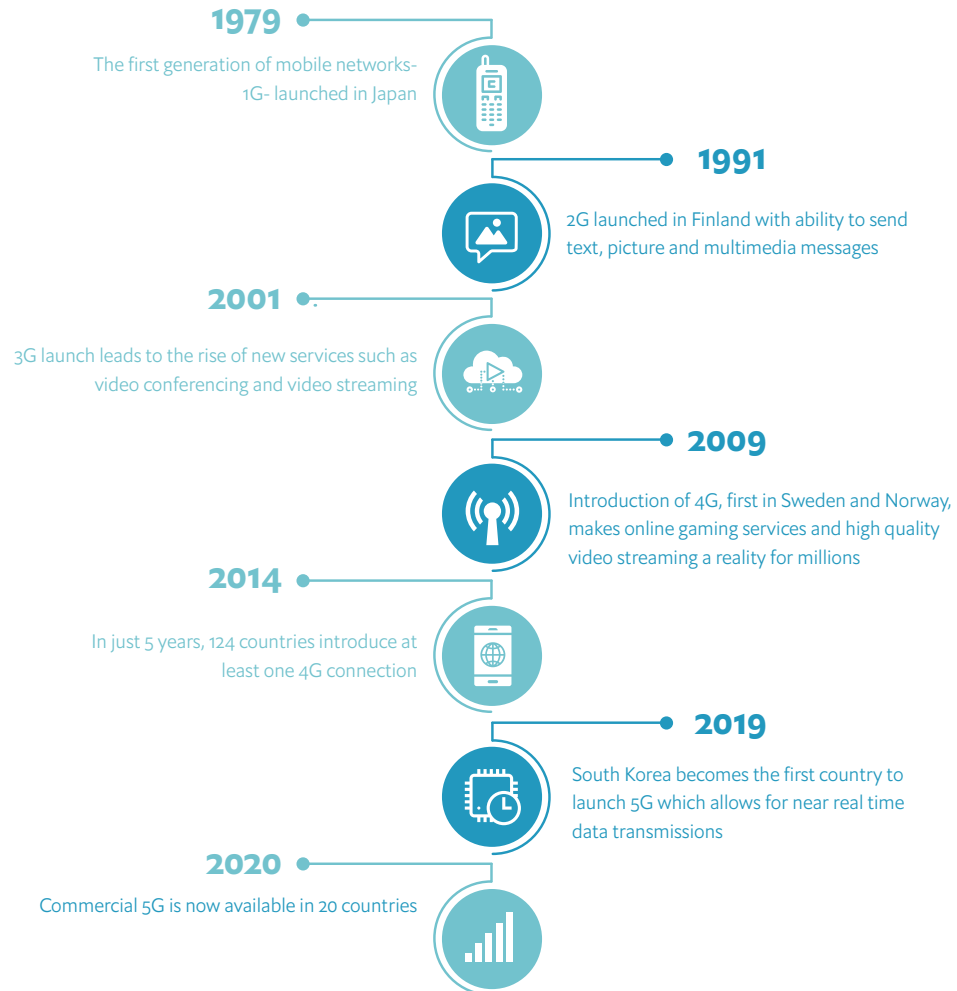 1979
The first generation of mobile networks-
1G- launched in Japan
1991
2G launched in Finland with ability to send
text, picture and multimedia messages
2001
3G launch leads to the rise of new services such as
video conferencing and video streaming
2009
Introduction of 4G, first in Sweden and Norway,
makes online gaming services and high quality
video streaming a reality for millions
2014
In just 5 years, 124 countries introduce at
least one 4G connection
2019
South Korea becomes the first country to
launch 5G which allows for near real time
data transmissions
2020
Commercial 5G is now available in 20 countries